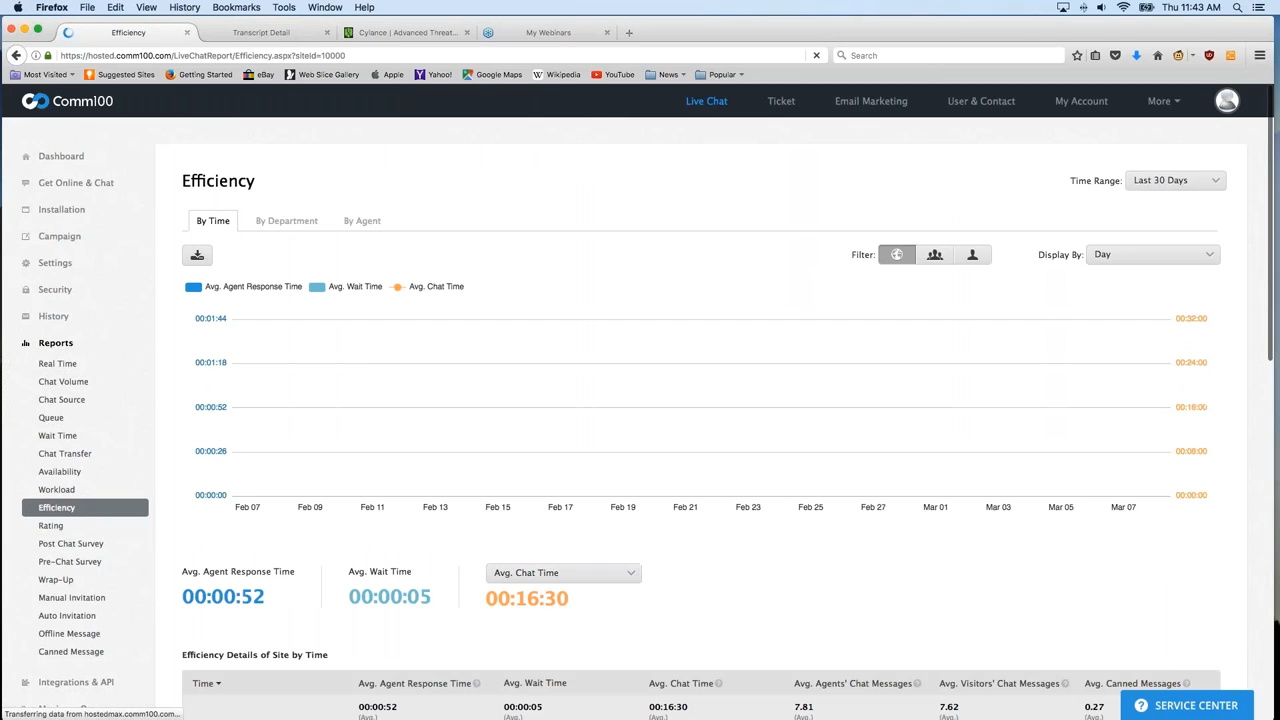 Firefox File Edit View History Bookmarks Tools Window Help Thu 11:43 AM
Efficiency Transcript Detail Cylance | Advanced Threat... My Webinars
https://hosted.comm100.com/LiveChatReport/Efficiency.aspx?siteId=10000 Search
Most Visited Suggested Sites Getting Started eBay Web Slice Gallery Apple Yahoo! Google Maps Wikipedia YouTube News Popular
Comm100 Live Chat Ticket Email Marketing User & Contact My Account More
Dashboard
Get Online & Chat
Installation
Campaign
Settings
Security
History
Reports
Real Time
Chat Volume
Chat Source
Queue
Wait Time
Chat Transfer
Availability
Workload
Efficiency
Rating
Post Chat Survey
Pre-Chat Survey
Wrap-Up
Manual Invitation
Auto Invitation
Offline Message
Canned Message
Integrations & API
Efficiency Time Range: Last 30 Days
By Time By Department By Agent
Filter: Display By: Day
Avg. Agent Response Time Avg. Wait Time Avg. Chat Time
00:01:44 00:32:00
00:01:18 00:24:00
00:00:52 00:16:00
00:00:26 00:08:00
00:00:00 00:00:00
Feb 07 Feb 09 Feb 11 Feb 13 Feb 15 Feb 17 Feb 19 Feb 21 Feb 23 Feb 25 Feb 27 Mar 01 Mar 03 Mar 05 Mar 07
Avg. Agent Response Time Avg. Wait Time Avg. Chat Time
00:00:52 00:00:05 00:16:30
Efficiency Details of Site by Time
Time Avg. Agent Response Time Avg. Wait Time Avg. Chat Time Avg. Agents' Chat Messages Avg. Visitors' Chat Messages Avg. Canned Messages
00:00:52 00:00:05 00:16:30 7.81 7.62 0.27
(Avg.) (Avg.) (Avg.) (Avg.) (Avg.)
SERVICE CENTER
Transferring data from hostedmax.comm100.com...